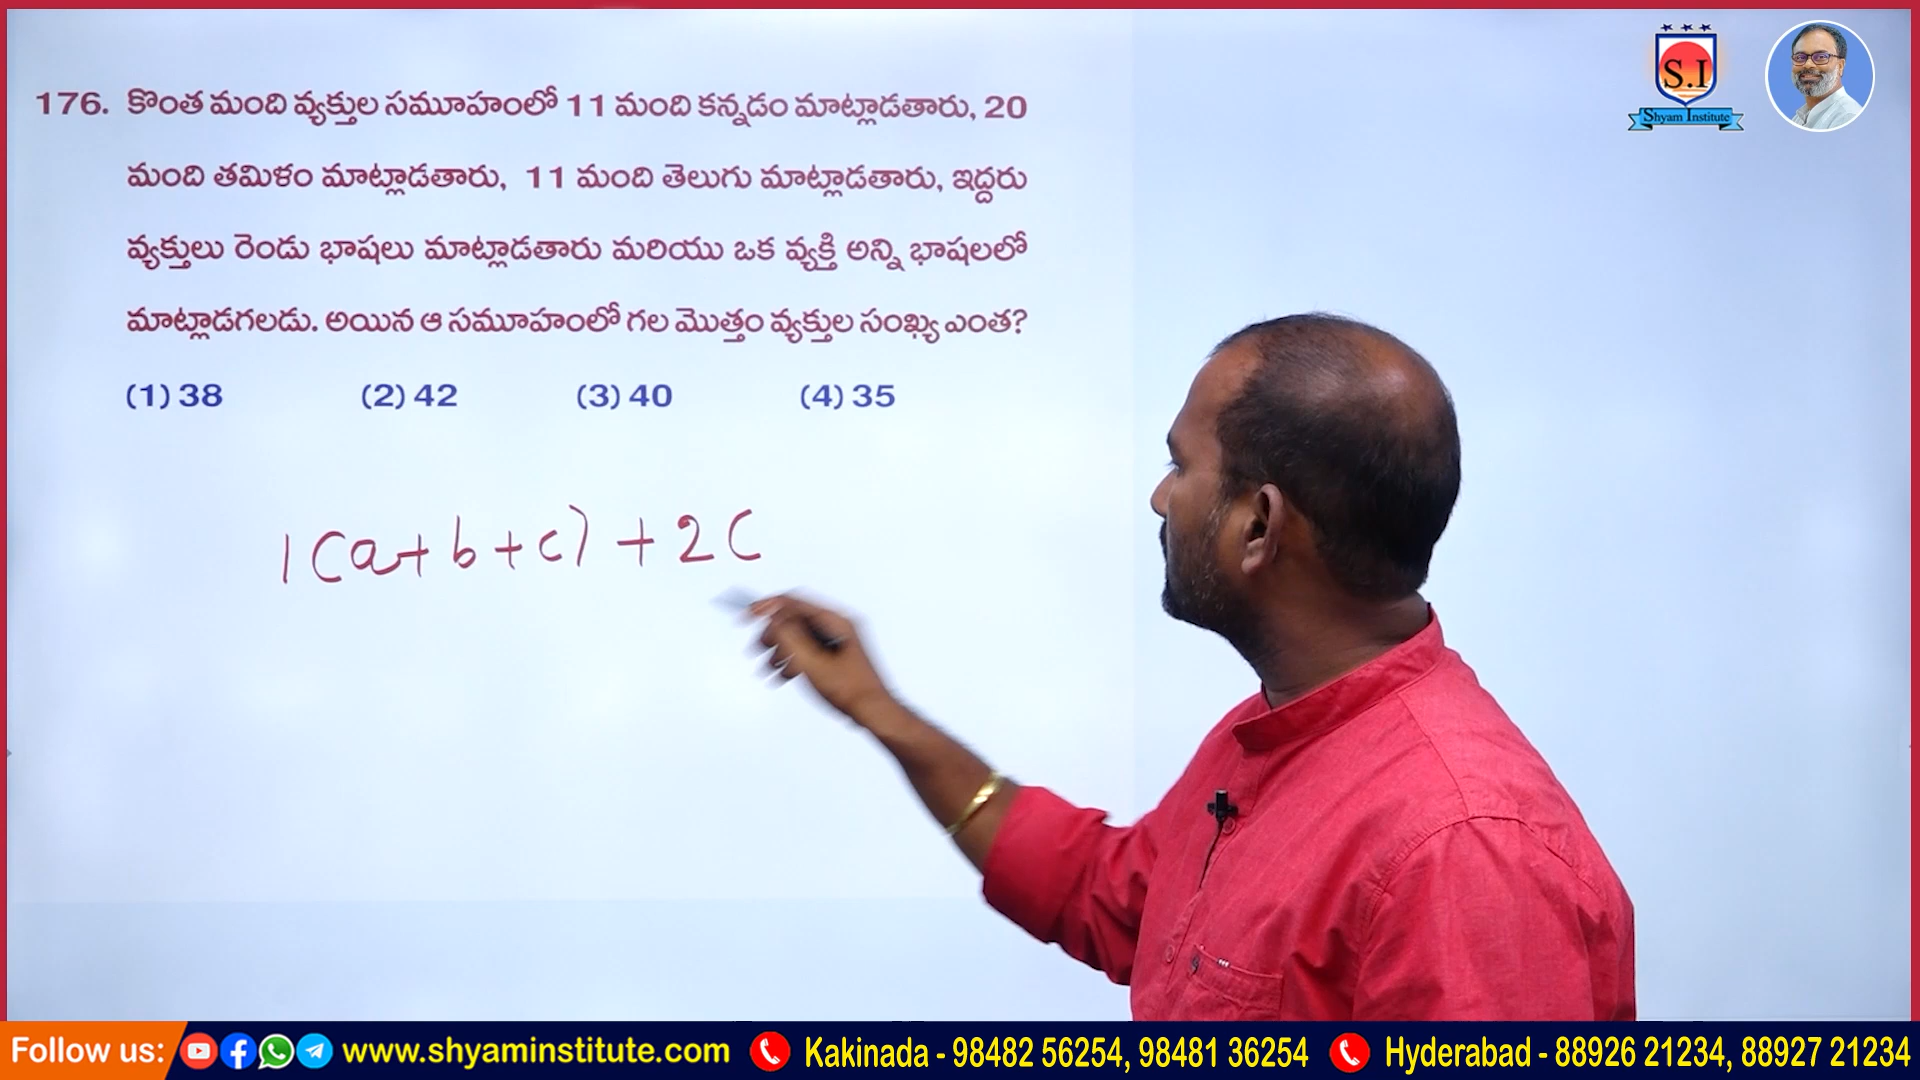 S.I
Shyam Institute
176. కొంత మంది వ్యక్తుల సమూహంలో 11 మంది కన్నడం మాట్లాడతారు, 20
మంది తమిళం మాట్లాడతారు, 11 మంది తెలుగు మాట్లాడతారు, ఇద్దరు
వ్యక్తులు రెండు భాషలు మాట్లాడతారు మరియు ఒక వ్యక్తి అన్ని భాషలలో
మాట్లాడగలడు. అయిన ఆ సమూహంలో గల మొత్తం వ్యక్తుల సంఖ్య ఎంత?
(1) 38 (2) 42 (3) 40 (4) 35
1(a+b+c)+2(
Follow us: www.shyaminstitute.com Kakinada - 98482 56254, 98481 36254 Hyderabad - 88926 21234, 88927 21234